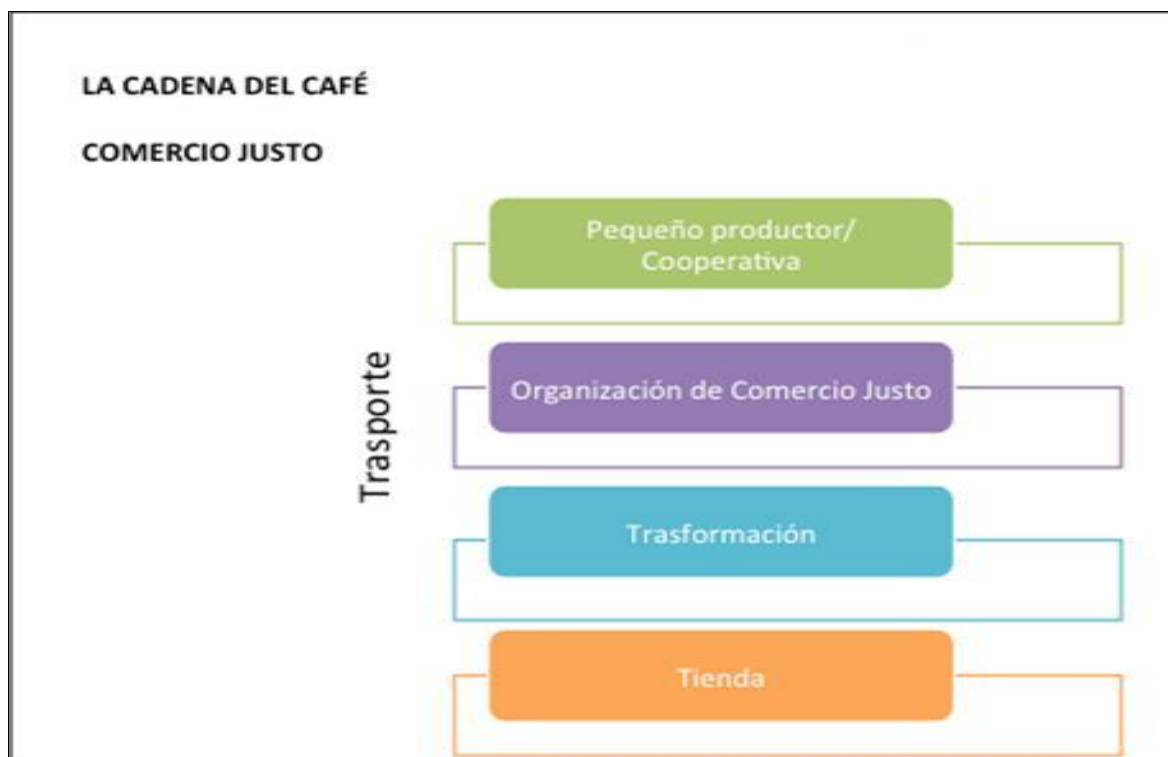 LA CADENA DEL CAFÉ
COMERCIO JUSTO
Pequeño productor/
Cooperativa
Trasporte
Organización de Comercio Justo
Trasformación
Tienda